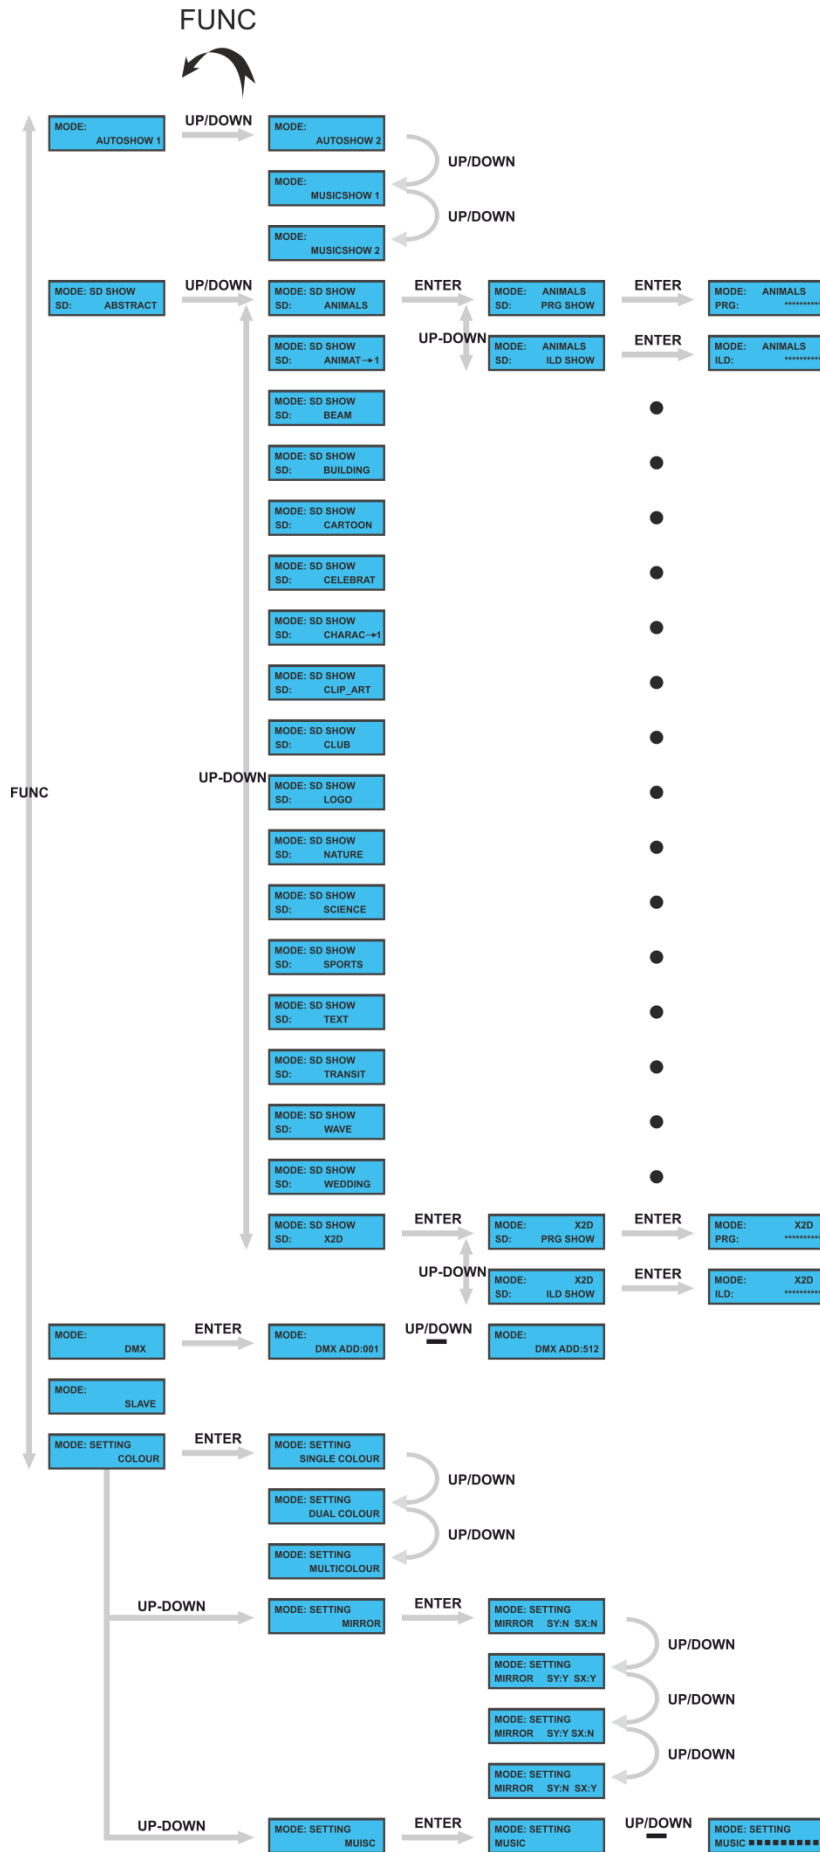 FUNC
MODE:
AUTOSHOW 1
UP/DOWN
MODE:
AUTOSHOW 2
UP/DOWN
MODE:
MUSICSHOW 1
UP/DOWN
MODE:
MUSICSHOW 2
MODE: SD SHOW
SD: ABSTRACT
UP/DOWN
MODE: SD SHOW
SD: ANIMALS
ENTER
MODE: ANIMALS
SD: PRG SHOW
ENTER
MODE: ANIMALS
PRG: **********
UP-DOWN
MODE: SD SHOW
SD: ANIMAT→1
MODE: ANIMALS
SD: ILD SHOW
ENTER
MODE: ANIMALS
ILD: **********
MODE: SD SHOW
SD: BEAM
MODE: SD SHOW
SD: BUILDING
MODE: SD SHOW
SD: CARTOON
MODE: SD SHOW
SD: CELEBRAT
MODE: SD SHOW
SD: CHARAC→1
MODE: SD SHOW
SD: CLIP_ART
MODE: SD SHOW
SD: CLUB
FUNC
UP-DOWN
MODE: SD SHOW
SD: LOGO
MODE: SD SHOW
SD: NATURE
MODE: SD SHOW
SD: SCIENCE
MODE: SD SHOW
SD: SPORTS
MODE: SD SHOW
SD: TEXT
MODE: SD SHOW
SD: TRANSIT
MODE: SD SHOW
SD: WAVE
MODE: SD SHOW
SD: WEDDING
MODE: SD SHOW
SD: X2D
ENTER
MODE: X2D
SD: PRG SHOW
ENTER
MODE: X2D
PRG: **********
UP-DOWN
MODE: X2D
SD: ILD SHOW
ENTER
MODE: X2D
ILD: **********
MODE:
DMX
ENTER
MODE:
DMX ADD:001
UP/DOWN
MODE:
DMX ADD:512
MODE:
SLAVE
MODE: SETTING
COLOUR
ENTER
MODE: SETTING
SINGLE COLOUR
UP/DOWN
MODE: SETTING
DUAL COLOUR
UP/DOWN
MODE: SETTING
MULTICOLOUR
UP-DOWN
MODE: SETTING
MIRROR
ENTER
MODE: SETTING
MIRROR SY:N SX:N
UP/DOWN
MODE: SETTING
MIRROR SY:Y SX:Y
UP/DOWN
MODE: SETTING
MIRROR SY:Y SX:N
UP/DOWN
MODE: SETTING
MIRROR SY:N SX:Y
UP-DOWN
MODE: SETTING
MUISC
ENTER
MODE: SETTING
MUSIC
UP/DOWN
MODE: SETTING
MUSIC ■■■■■■■■■